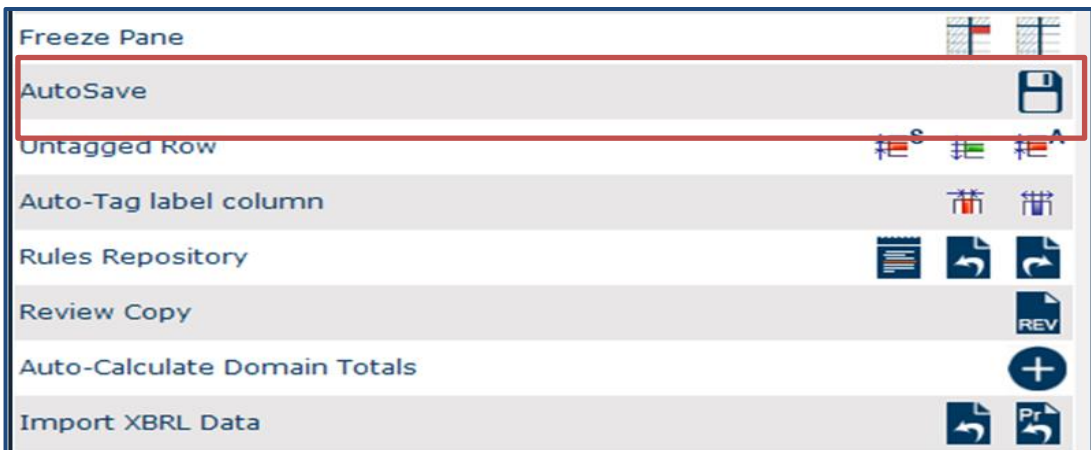 Freeze Pane
AutoSave
Untagged Row S A
Auto-Tag label column
Rules Repository
Review Copy REV
Auto-Calculate Domain Totals
Import XBRL Data Pr